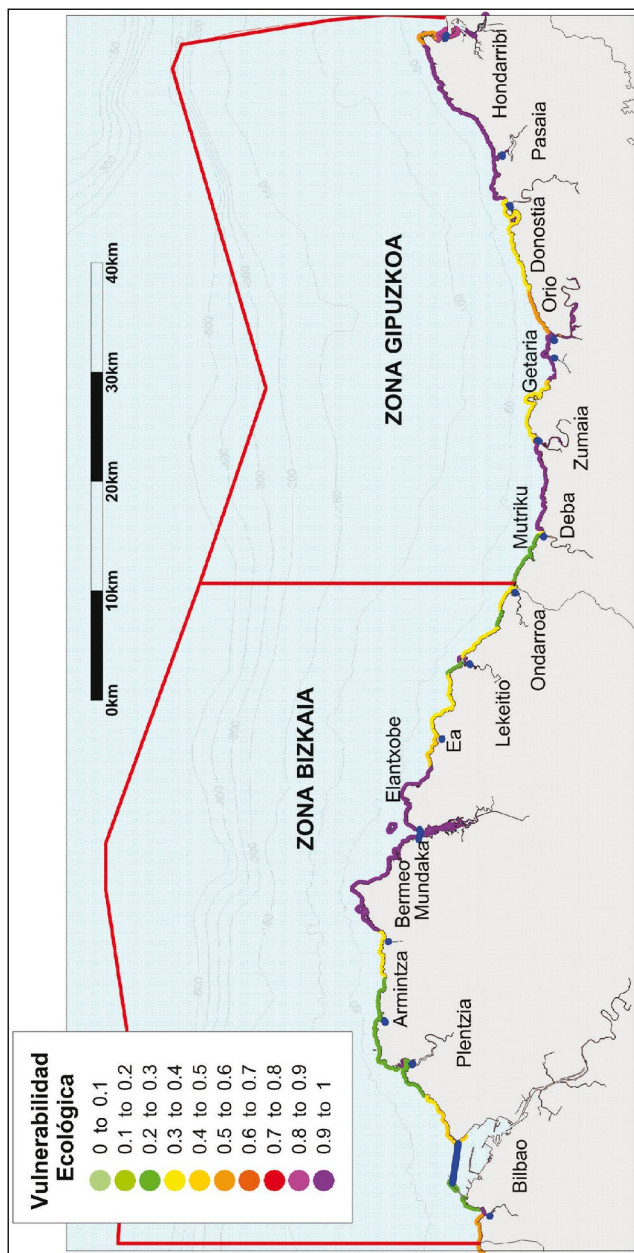 Vulnerabilidad
Ecológica
0 to 0.1
0.1 to 0.2
0.2 to 0.3
0.3 to 0.4
0.4 to 0.5
0.5 to 0.6
0.6 to 0.7
0.7 to 0.8
0.8 to 0.9
0.9 to 1
0km
10km
20km
30km
40km
ZONA BIZKAIA
ZONA GIPUZKOA
Bilbao
Plentzia
Armintza
Bermeo
Mundaka
Elantxobe
Ea
Lekeitio
Ondarroa
Mutriku
Deba
Zumaia
Getaria
Orio
Donostia
Pasaia
Hondarribi